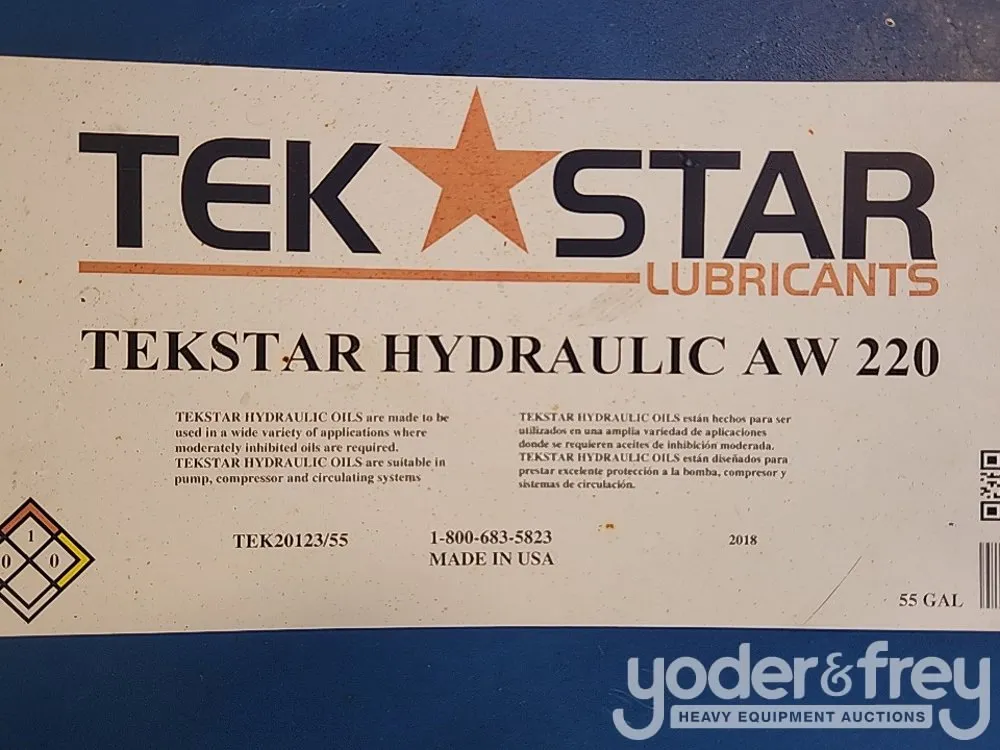 TEK STAR
LUBRICANTS
TEKSTAR HYDRAULIC AW 220
TEKSTAR HYDRAULIC OILS are made to be
used in a wide variety of applications where
moderately inhibited oils are required.
TEKSTAR HYDRAULIC OILS are suitable in
pump, compressor and circulating systems
TEKSTAR HYDRAULIC OILS están hechos para ser
utilizados en una amplia variedad de aplicaciones
donde se requieren aceites de inhibición moderada.
TEKSTAR HYDRAULIC OILS están diseñados para
prestar excelente protección a la bomba, compresor y
sistemas de circulación.
1
0 0
TEK20123/55
1-800-683-5823
MADE IN USA
2018
55 GAL
yoder&frey
HEAVY EQUIPMENT AUCTIONS